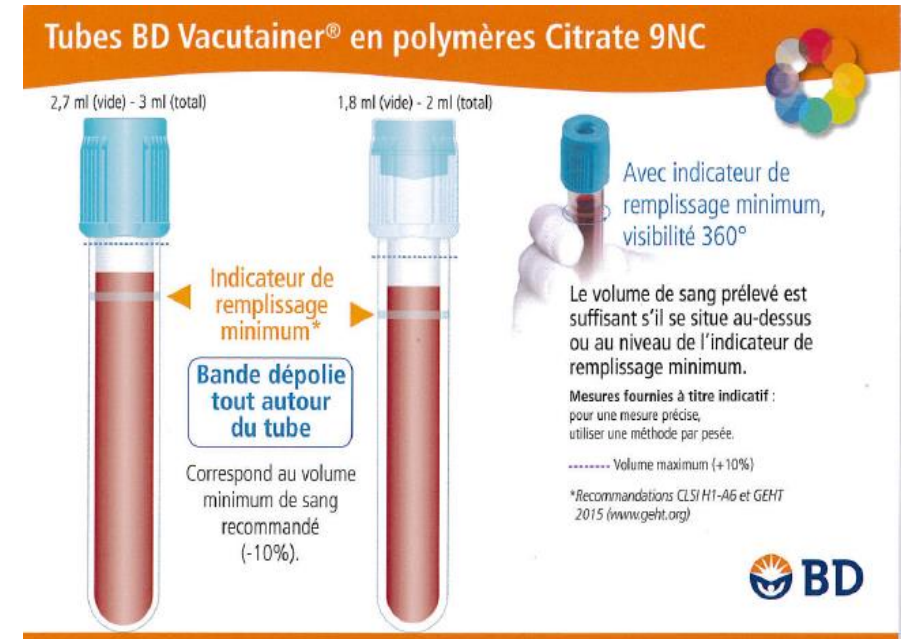 Tubes BD Vacutainer® en polymères Citrate 9NC
2,7 ml (vide) - 3 ml (total)
1,8 ml (vide) - 2 ml (total)
Indicateur de
remplissage
minimum*
Bande dépolie
tout autour
du tube
Correspond au volume
minimum de sang
recommandé
(-10%).
Avec indicateur de
remplissage minimum,
visibilité 360°
Le volume de sang prélevé est
suffisant s'il se situe au-dessus
ou au niveau de l'indicateur de
remplissage minimum.
Mesures fournies à titre indicatif :
pour une mesure précise,
utiliser une méthode par pesée.
-------- Volume maximum (+10%)
*Recommandations CLSI H1-A6 et GEHT
2015 (www.geht.org)
BD